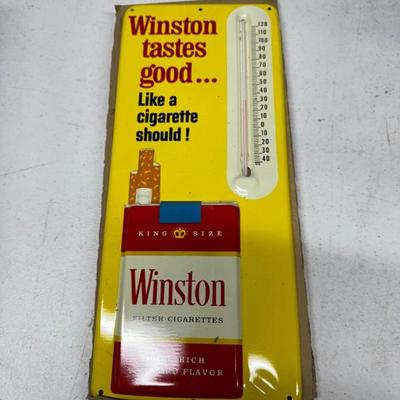 Winston
tastes
good...
Like a
cigarette
should!
120
100
90
80
70
60
50
40
30
20
10
0
10
20
30
40
KING SIZE
Winston
FILTER·CIGARETTES
RICH
FLAVOR